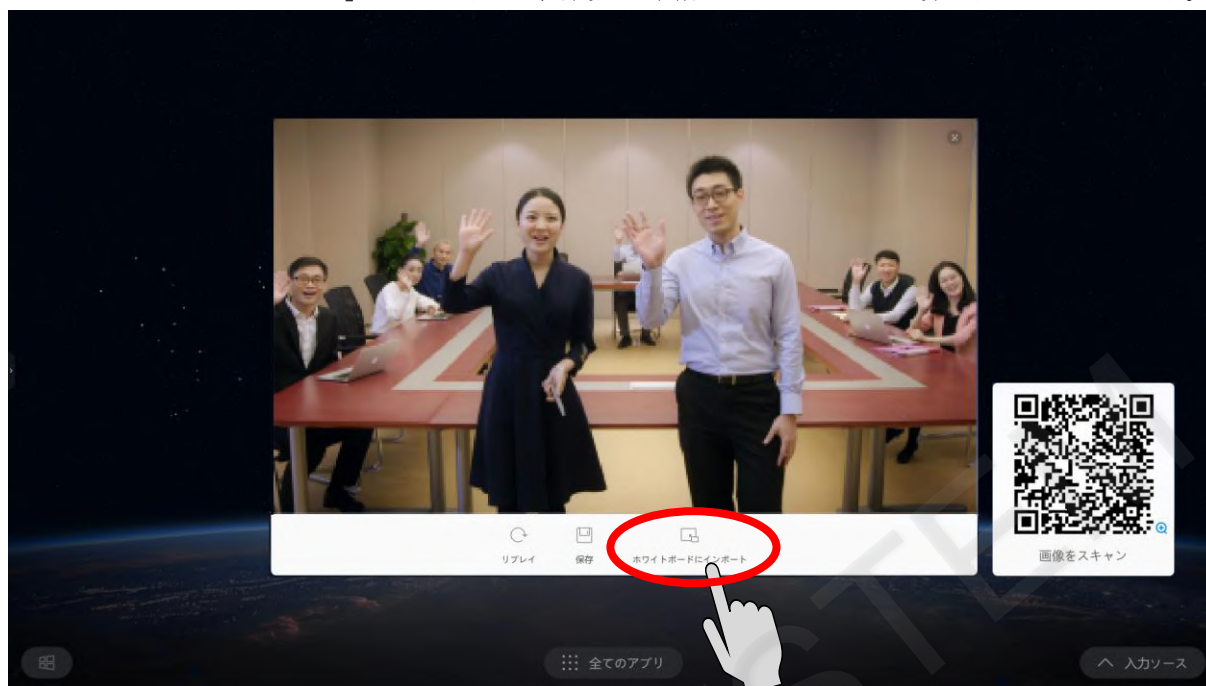 リプレイ
保存
ホワイトボードにインポート
画像をスキャン
全てのアプリ
入力ソース
STEM